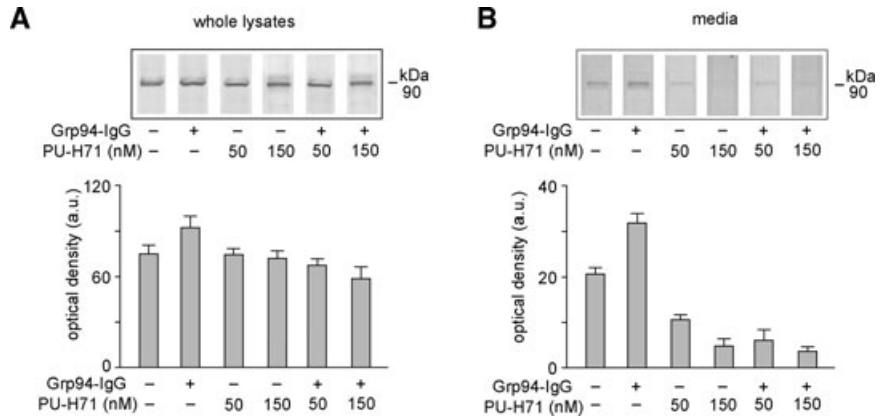 A
whole lysates
kDa
90
Grp94-IgG – + – – + +
PU-H71 (nM) – – 50 150 50 150
optical density (a.u.)
120
60
0
Grp94-IgG – + – – + +
PU-H71 (nM) – – 50 150 50 150
B
media
kDa
90
Grp94-IgG – + – – + +
PU-H71 (nM) – – 50 150 50 150
optical density (a.u.)
40
20
0
Grp94-IgG – + – – + +
PU-H71 (nM) – – 50 150 50 150